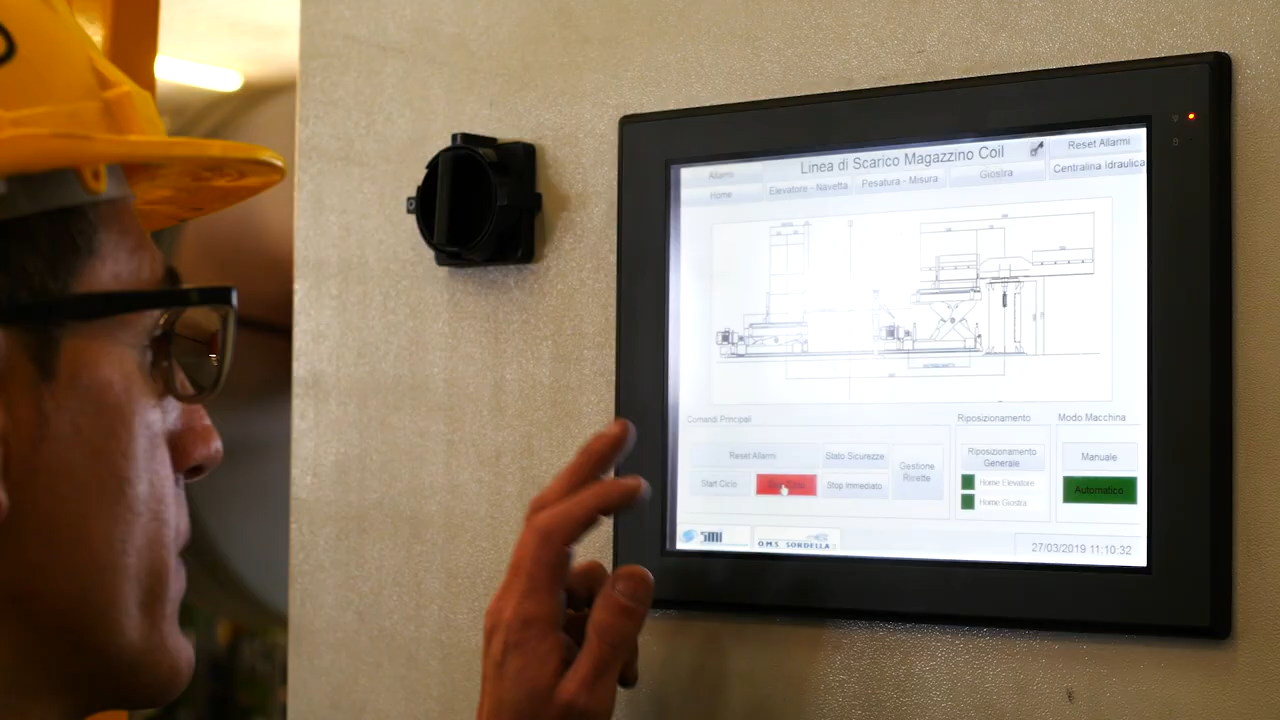 Linea di Scarico Magazzino Coil
Reset Allarmi
Allarmi
Centralina Idraulica
Home
Elevatore - Navetta
Pesatura - Misura
Giostra
Comandi Principali
Riposizionamento
Modo Macchina
Reset Allarmi
Stato Sicurezze
Gestione
Ricette
Riposizionamento
Generale
Manuale
Start Ciclo
Stop Immediato
Home Elevatore
Automatico
Home Giostra
SMI
O.M.S. SORDELLA
27/03/2019 11:10:32